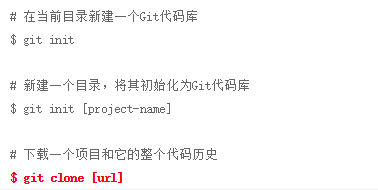 # 在当前目录新建一个Git代码库
$ git init
# 新建一个目录，将其初始化为Git代码库
$ git init [project-name]
# 下载一个项目和它的整个代码历史
$ git clone [url]